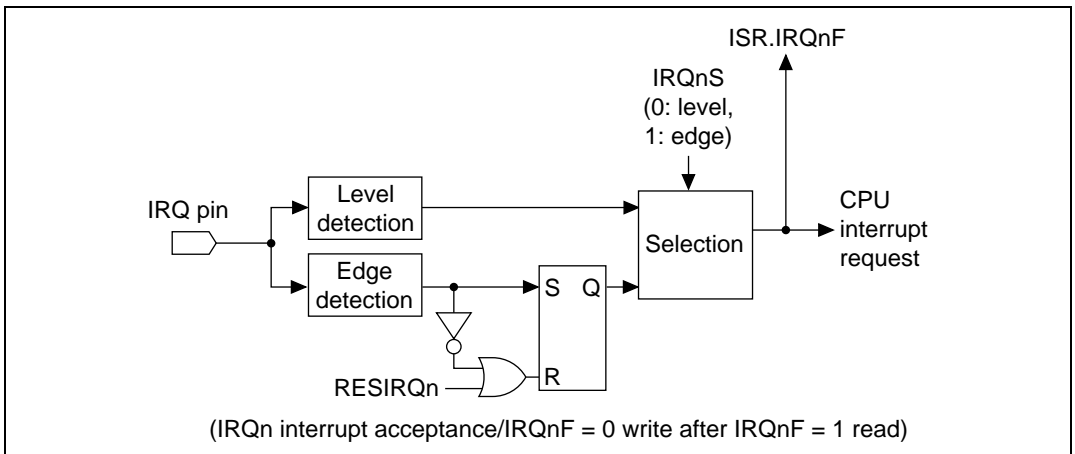 ISR.IRQnF
IRQnS
(0: level,
1: edge)
IRQ pin
Level
detection
Edge
detection
S Q
R
RESIRQn
Selection
CPU
interrupt
request
(IRQn interrupt acceptance/IRQnF = 0 write after IRQnF = 1 read)